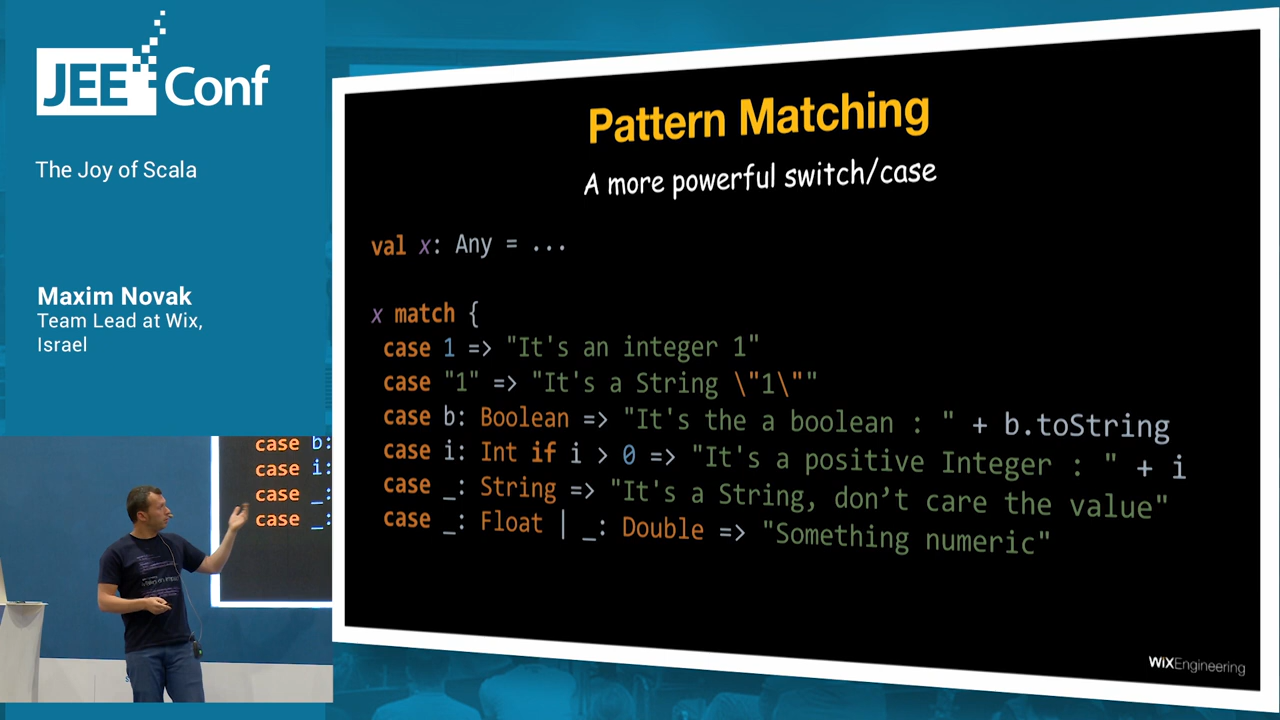 JEE Conf
The Joy of Scala
Maxim Novak
Team Lead at Wix,
Israel
Pattern Matching
A more powerful switch/case
val x: Any = ...
x match {
case 1 => "It's an integer 1"
case "1" => "It's a String \"1\""
case b: Boolean => "It's the a boolean : " + b.toString
case i: Int if i > 0 => "It's a positive Integer : " + i
case _: String => "It's a String, don’t care the value"
case _: Float | _: Double => "Something numeric"
WiXEngineering
case b:
case i:
case _:
case _: